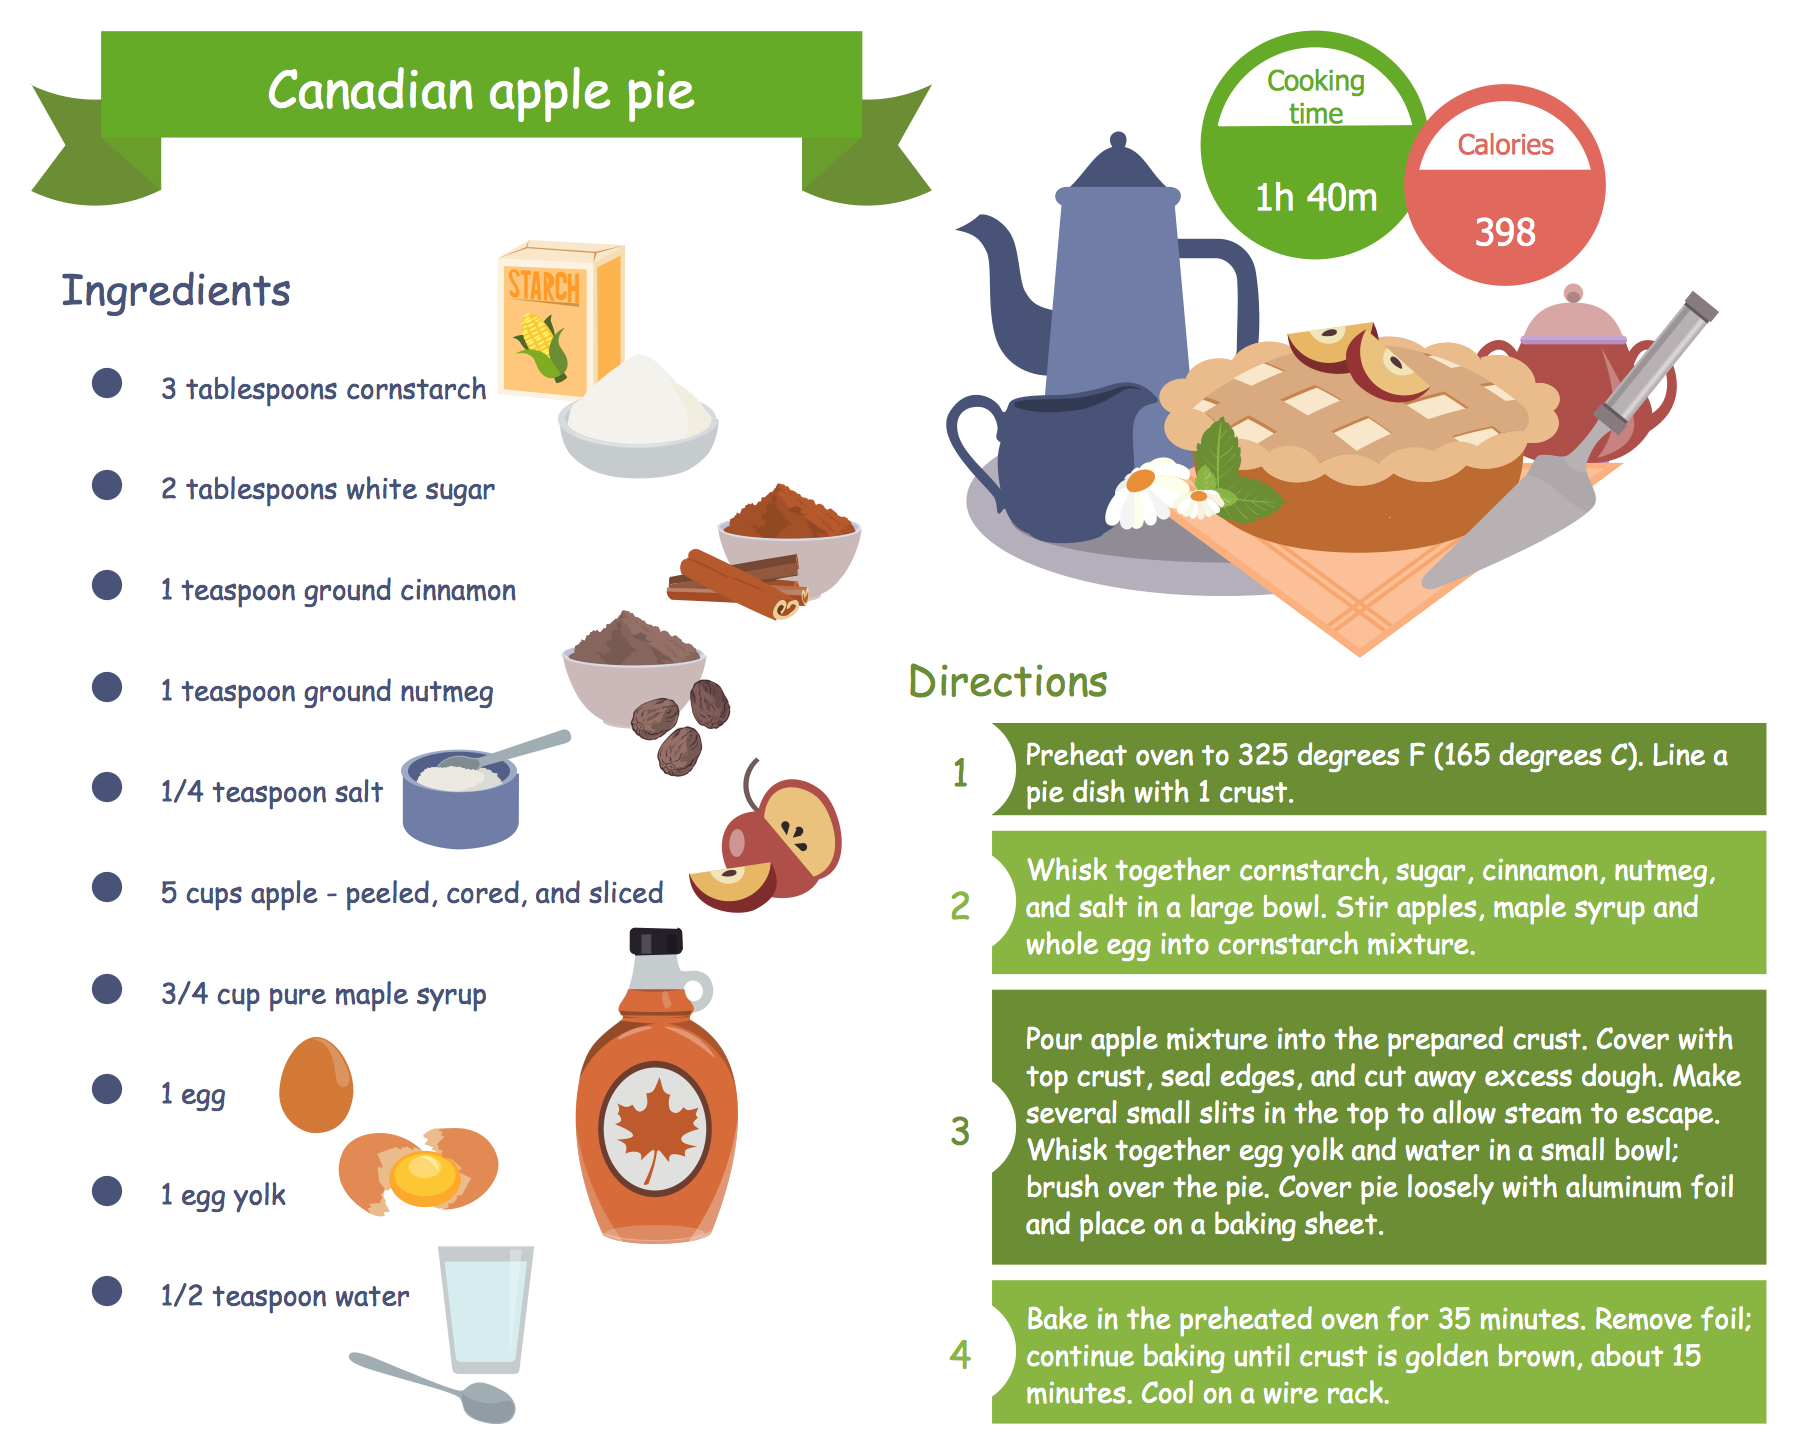 Canadian apple pie
Cooking
time
1h 40m
Calories
398
Ingredients
STARCH
3 tablespoons cornstarch
2 tablespoons white sugar
1 teaspoon ground cinnamon
1 teaspoon ground nutmeg
1/4 teaspoon salt
5 cups apple - peeled, cored, and sliced
3/4 cup pure maple syrup
1 egg
1 egg yolk
1/2 teaspoon water
Directions
1
Preheat oven to 325 degrees F (165 degrees C). Line a
pie dish with 1 crust.
2
Whisk together cornstarch, sugar, cinnamon, nutmeg,
and salt in a large bowl. Stir apples, maple syrup and
whole egg into cornstarch mixture.
3
Pour apple mixture into the prepared crust. Cover with
top crust, seal edges, and cut away excess dough. Make
several small slits in the top to allow steam to escape.
Whisk together egg yolk and water in a small bowl;
brush over the pie. Cover pie loosely with aluminum foil
and place on a baking sheet.
4
Bake in the preheated oven for 35 minutes. Remove foil;
continue baking until crust is golden brown, about 15
minutes. Cool on a wire rack.